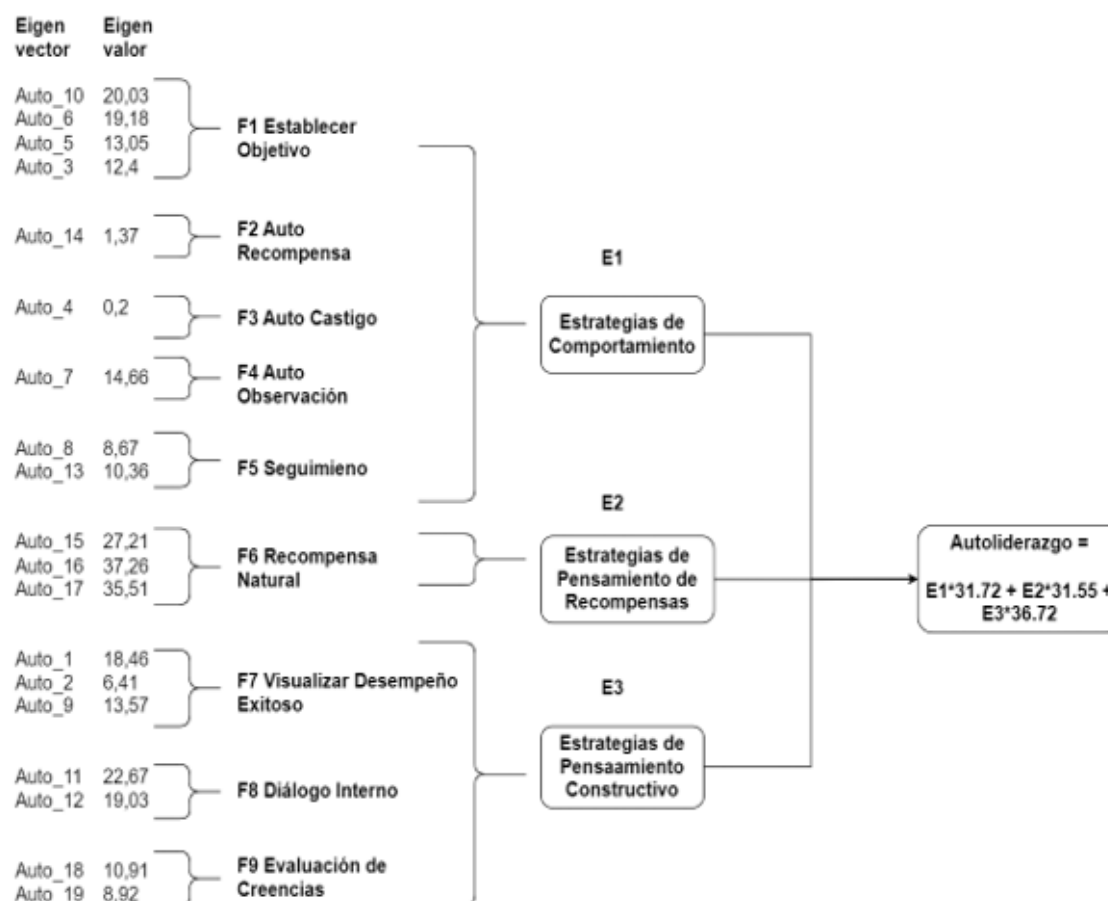 Eigen vector Eigen valor
Auto_10 20,03
Auto_6 19,18
Auto_5 13,05
Auto_3 12,4
F1 Establecer
Objetivo
Auto_14 1,37
F2 Auto
Recompensa
Auto_4 0,2
F3 Auto Castigo
Auto_7 14,66
F4 Auto
Observación
Auto_8 8,67
Auto_13 10,36
F5 Seguimieno
Auto_15 27,21
Auto_16 37,26
Auto_17 35,51
F6 Recompensa
Natural
Auto_1 18,46
Auto_2 6,41
Auto_9 13,57
F7 Visualizar Desempeño
Exitoso
Auto_11 22,67
Auto_12 19,03
F8 Diálogo Interno
Auto_18 10,91
Auto_19 8,92
F9 Evaluación de
Creencias
E1
Estrategias de
Comportamiento
E2
Estrategias de
Pensamiento de
Recompensas
E3
Estrategias de
Pensaamiento
Constructivo
Autoliderazgo =
E1*31.72 + E2*31.55 +
E3*36.72